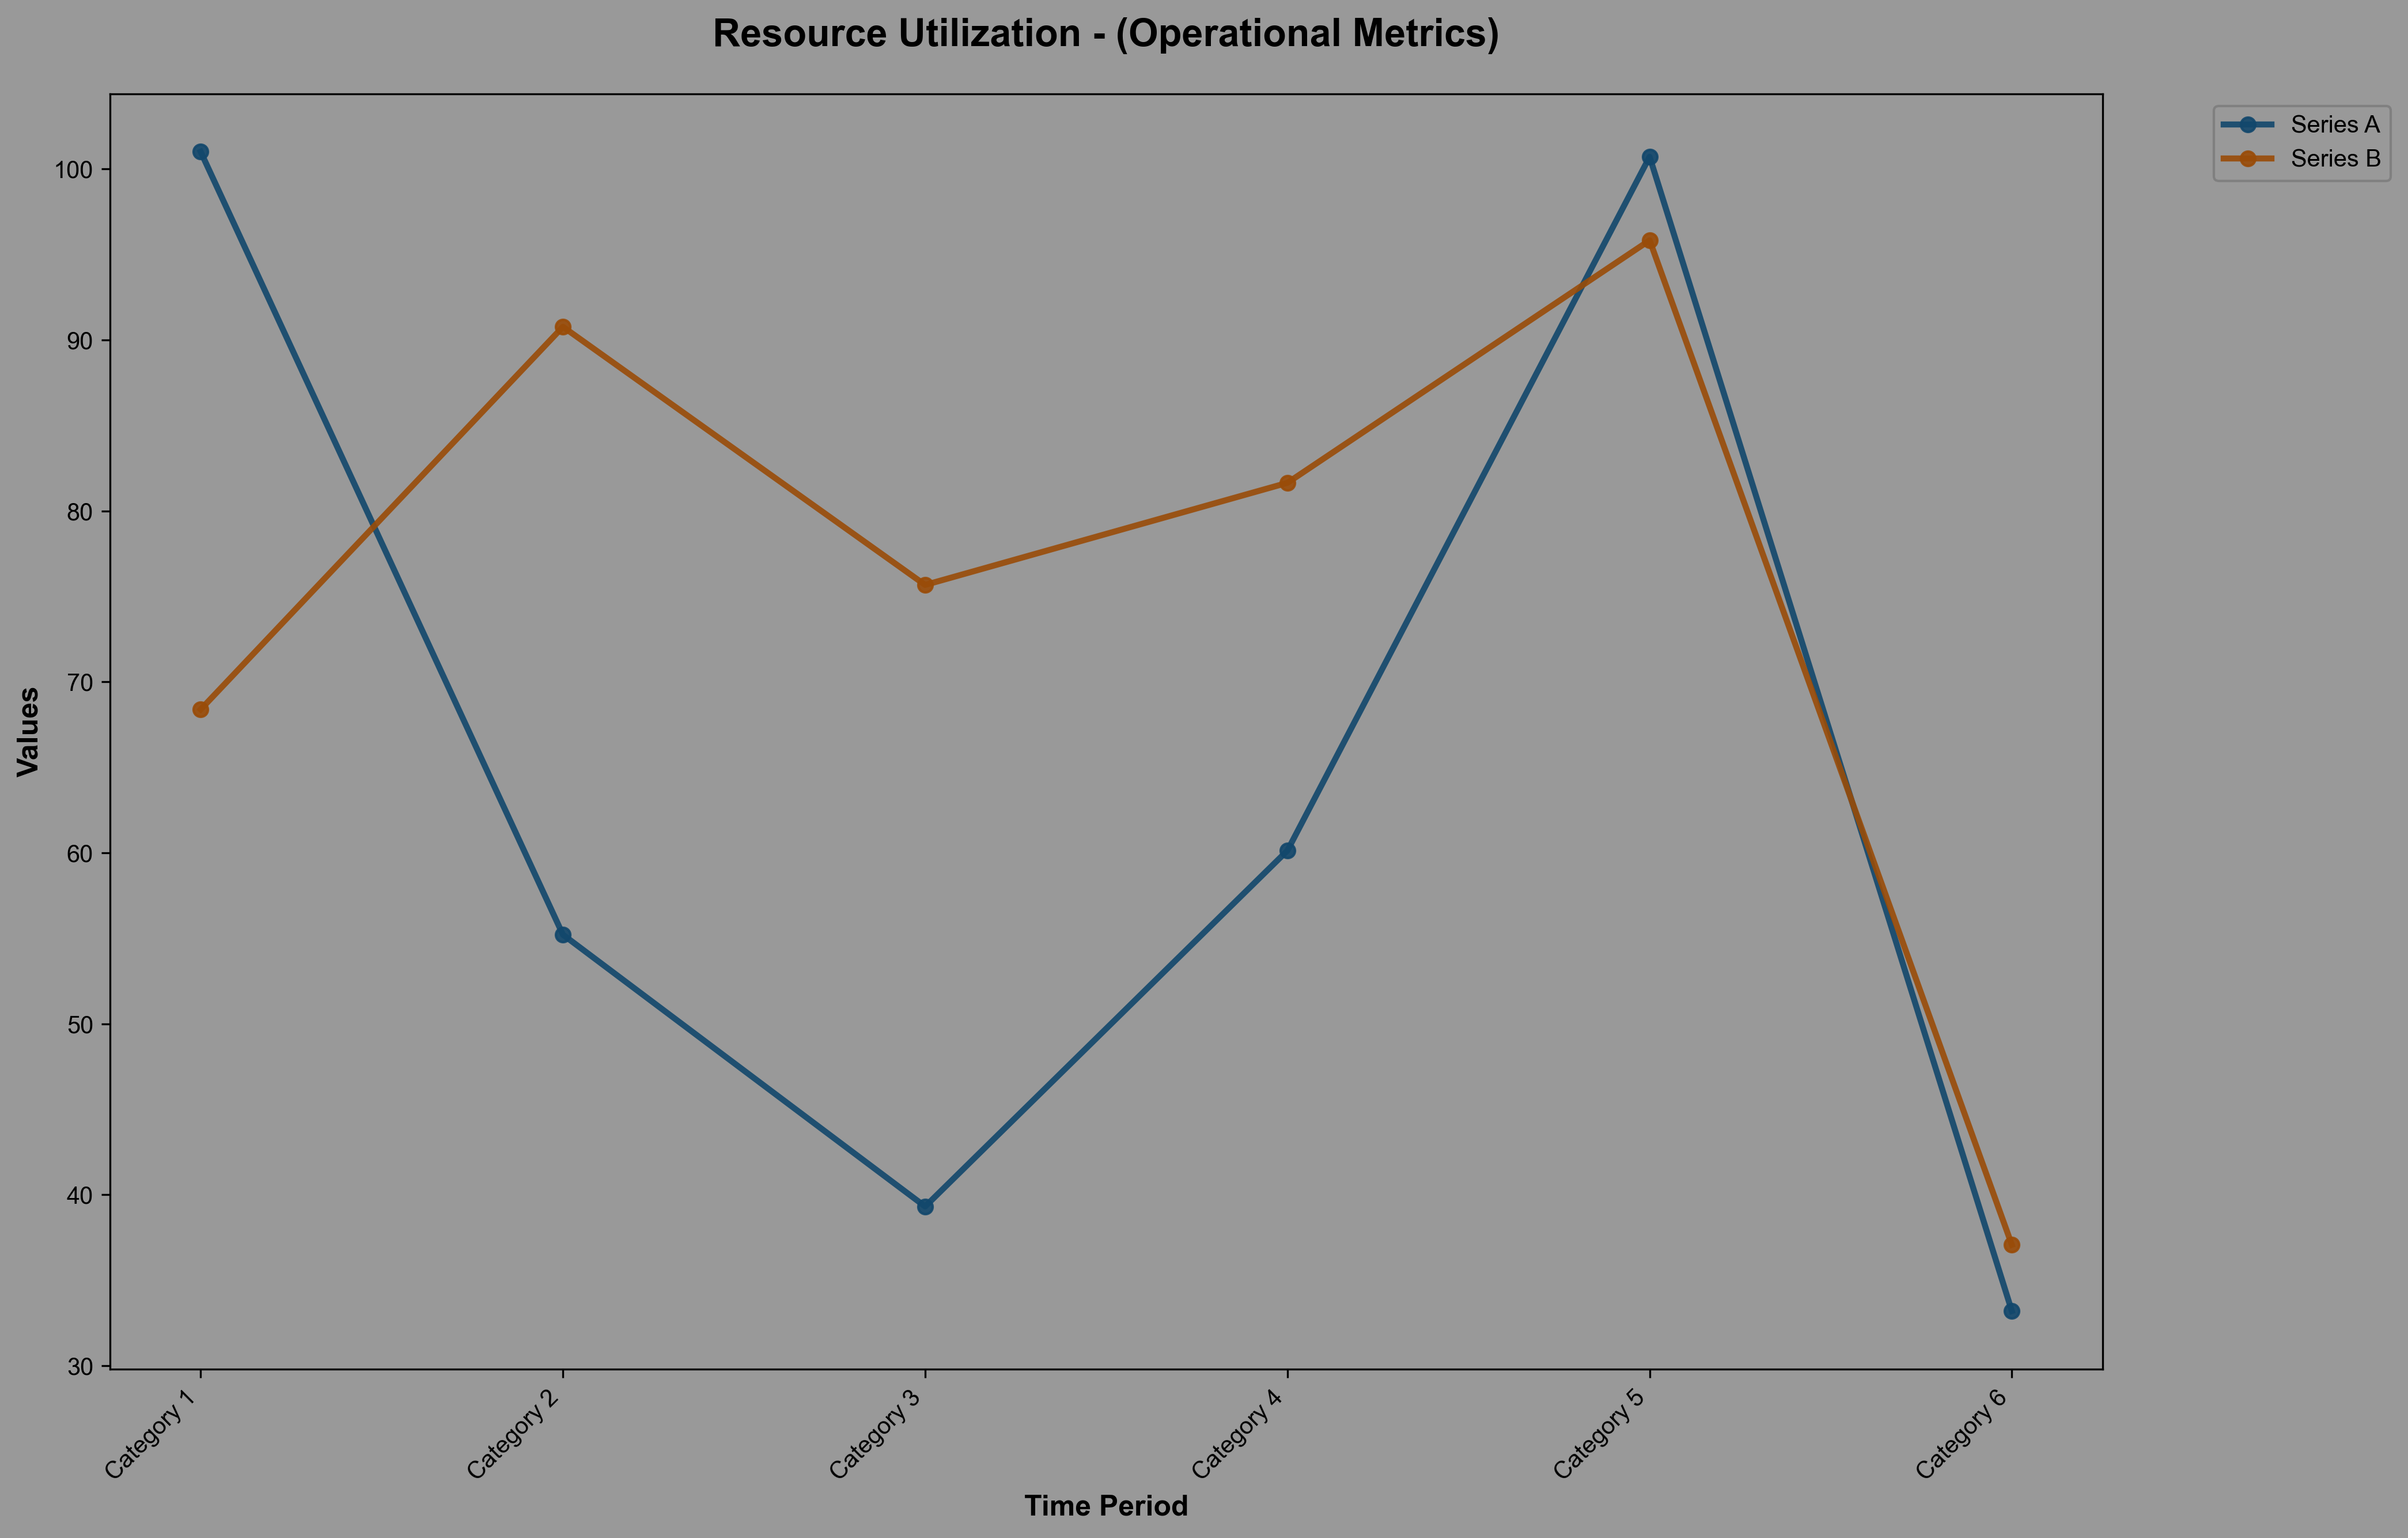 Resource Utilization - (Operational Metrics)
Series A
Series B
Values
100
90
80
70
60
50
40
30
Category 1
Category 2
Category 3
Category 4
Category 5
Category 6
Time Period